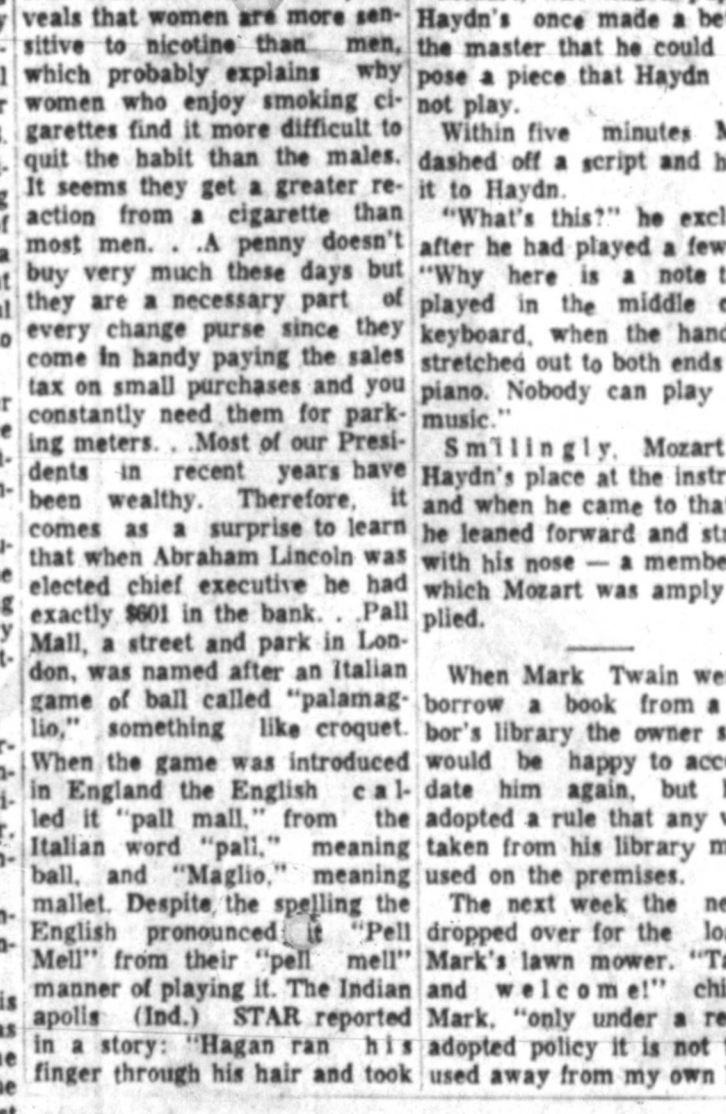 veals that women are more sen-
sitive to nicotine than men,
which probably explains why
women who enjoy smoking ci-
garettes find it more difficult to
quit the habit than the males.
It seems they get a greater re-
action from a cigarette than
most men. . .A penny doesn't
buy very much these days but
they are a necessary part of
every change purse since they
come in handy paying the sales
tax on small purchases and you
constantly need them for park-
ing meters. . .Most of our Presi-
dents in recent years have
been wealthy. Therefore, it
comes as a surprise to learn
that when Abraham Lincoln was
elected chief executive he had
exactly $601 in the bank. . .Pall
Mall, a street and park in Lon-
don, was named after an Italian
game of ball called "palamag-
lio," something like croquet.
When the game was introduced
in England the English cal-
led it "pall mall," from the
Italian word "pall," meaning
ball, and "Maglio," meaning
mallet. Despite the spelling the
English pronounced it "Pell
Mell" from their "pell mell"
manner of playing it. The Indian
apolis (Ind.) STAR reported
in a story: "Hagan ran his
finger through his hair and took
Haydn's once made a be
the master that he could
pose a piece that Haydn
not play.
Within five minutes M
dashed off a script and h
it to Haydn.
"What's this?" he excl
after he had played a few
"Why here is a note
played in the middle
keyboard, when the hand
stretched out to both ends
piano. Nobody can play
music."
Smilingly, Mozart
Haydn's place at the instr
and when he came to tha
he leaned forward and str
with his nose — a membe
which Mozart was amply
plied.
When Mark Twain wen
borrow a book from a
bor's library the owner s
would be happy to acco
date him again, but h
adopted a rule that any v
taken from his library m
used on the premises.
The next week the ne
dropped over for the lo
Mark's lawn mower. "Ta
and welcome!" chi
Mark, "only under a re
adopted policy it is not
used away from my own